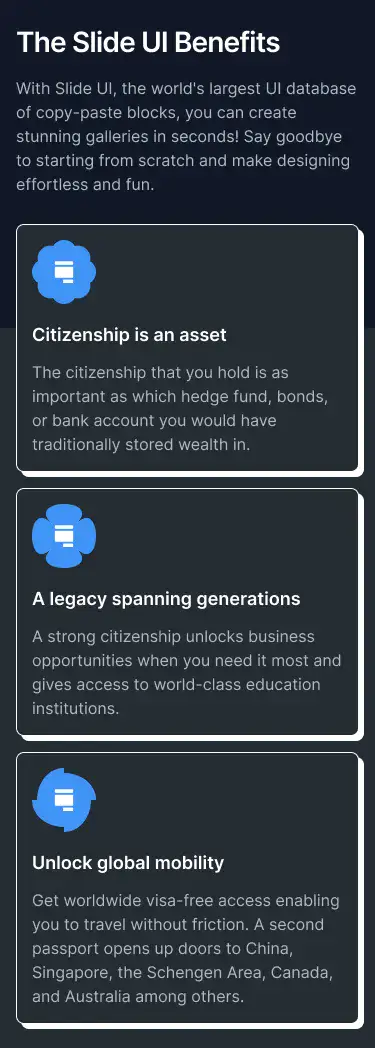 The Slide UI Benefits
With Slide UI, the world's largest UI database
of copy-paste blocks, you can create
stunning galleries in seconds! Say goodbye
to starting from scratch and make designing
effortless and fun.
Citizenship is an asset
The citizenship that you hold is as
important as which hedge fund, bonds,
or bank account you would have
traditionally stored wealth in.
A legacy spanning generations
A strong citizenship unlocks business
opportunities when you need it most and
gives access to world-class education
institutions.
Unlock global mobility
Get worldwide visa-free access enabling
you to travel without friction. A second
passport opens up doors to China,
Singapore, the Schengen Area, Canada,
and Australia among others.